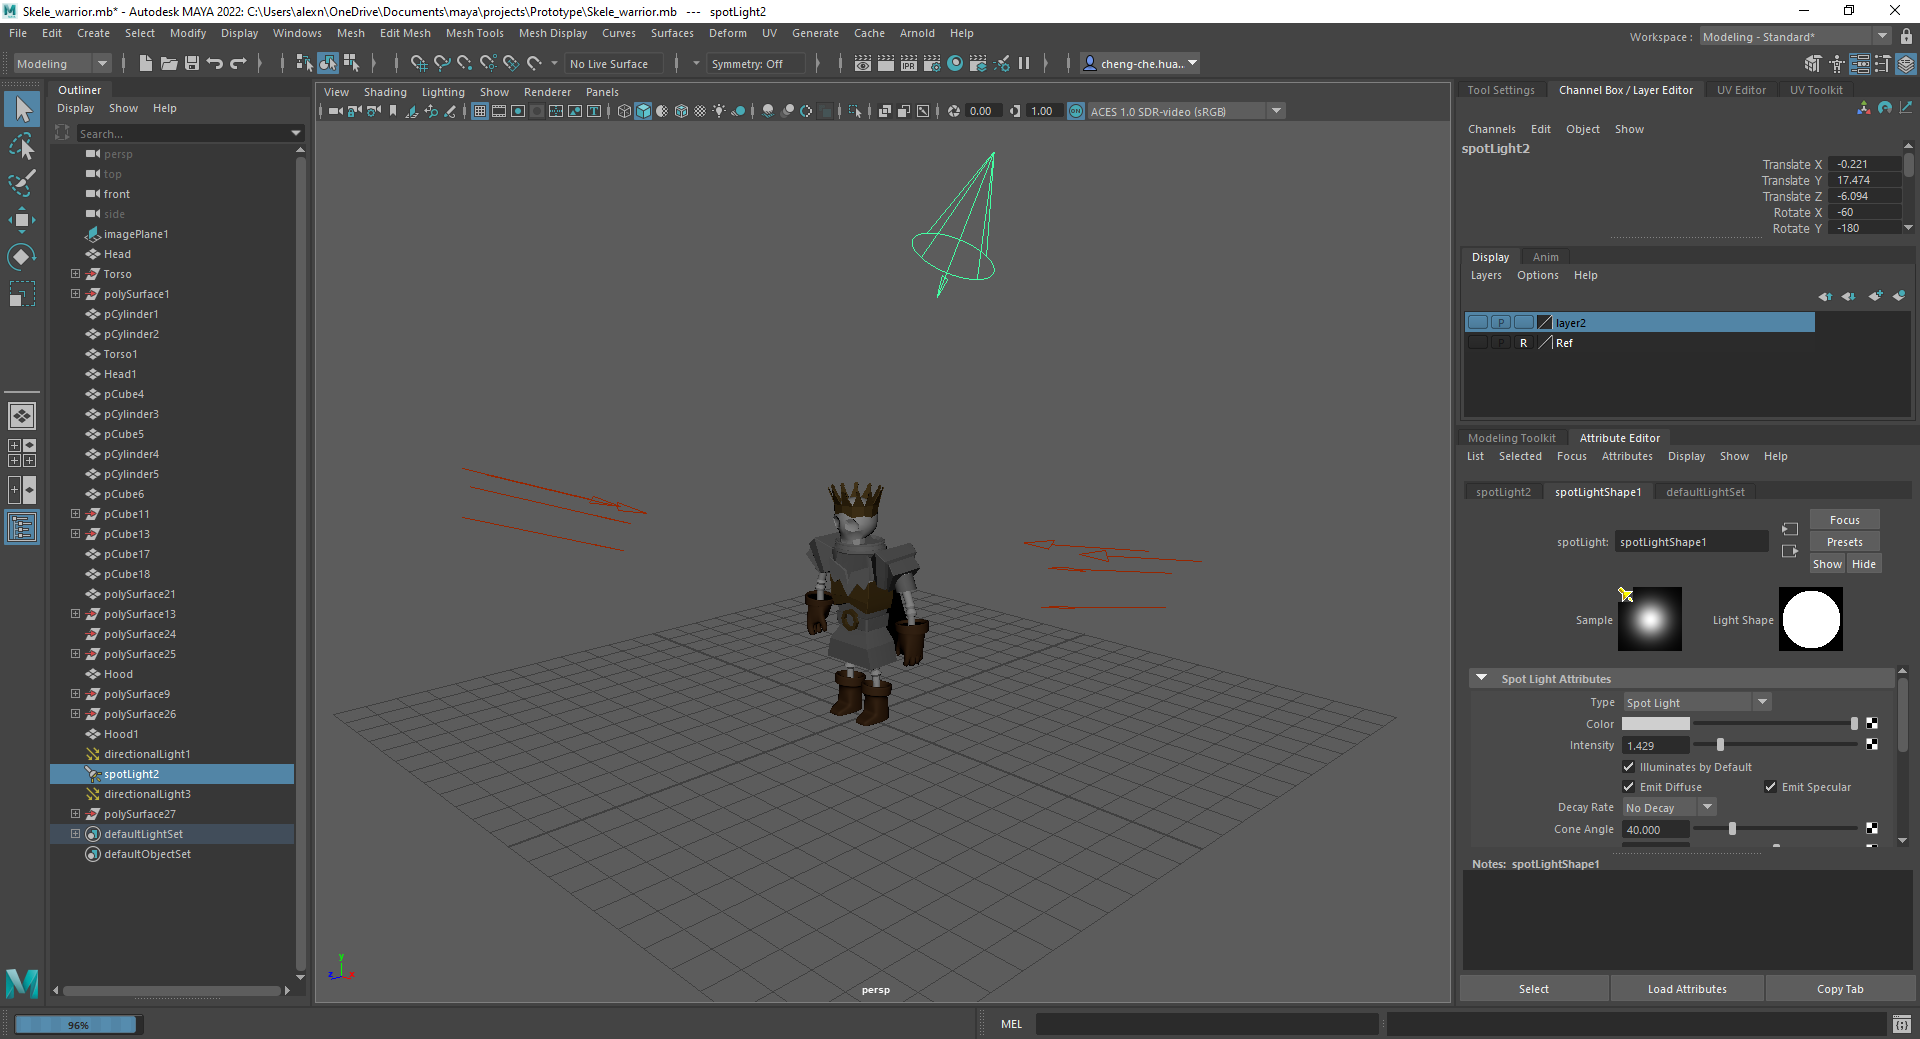 Skele_warrior.mb* - Autodesk MAYA 2022: C:\Users\alexn\OneDrive\Documents\maya\projects\Prototype\Skele_warrior.mb   ---   spotLight2
File Edit Create Select Modify Display Windows Mesh Edit Mesh Mesh Tools Mesh Display Curves Surfaces Deform UV Generate Cache Arnold Help
Workspace : Modeling - Standard*
Modeling No Live Surface Symmetry: Off IPR cheng-che.hua...
Outliner
Display Show Help
Search...
persp
top
front
side
imagePlane1
Head
Torso
polySurface1
pCylinder1
pCylinder2
Torso1
Head1
pCube4
pCylinder3
pCube5
pCylinder4
pCylinder5
pCube6
pCube11
pCube13
pCube17
pCube18
polySurface21
polySurface13
polySurface24
polySurface25
Hood
polySurface9
polySurface26
Hood1
directionalLight1
spotLight2
directionalLight3
polySurface27
defaultLightSet
defaultObjectSet
View Shading Lighting Show Renderer Panels
0.00 1.00 ON ACES 1.0 SDR-video (sRGB)
y
z x
persp
Tool Settings Channel Box / Layer Editor UV Editor UV Toolkit
Channels Edit Object Show
spotLight2
Translate X -0.221
Translate Y 17.474
Translate Z -6.094
Rotate X -60
Rotate Y -180
Display Anim
Layers Options Help
P layer2
P R Ref
Modeling Toolkit Attribute Editor
List Selected Focus Attributes Display Show Help
spotLight2 spotLightShape1 defaultLightSet
spotLight: spotLightShape1
Focus
Presets
Show Hide
Sample Light Shape
Spot Light Attributes
Type Spot Light
Color
Intensity 1.429
Illuminates by Default
Emit Diffuse Emit Specular
Decay Rate No Decay
Cone Angle 40.000
Notes: spotLightShape1
Select Load Attributes Copy Tab
96%
MEL